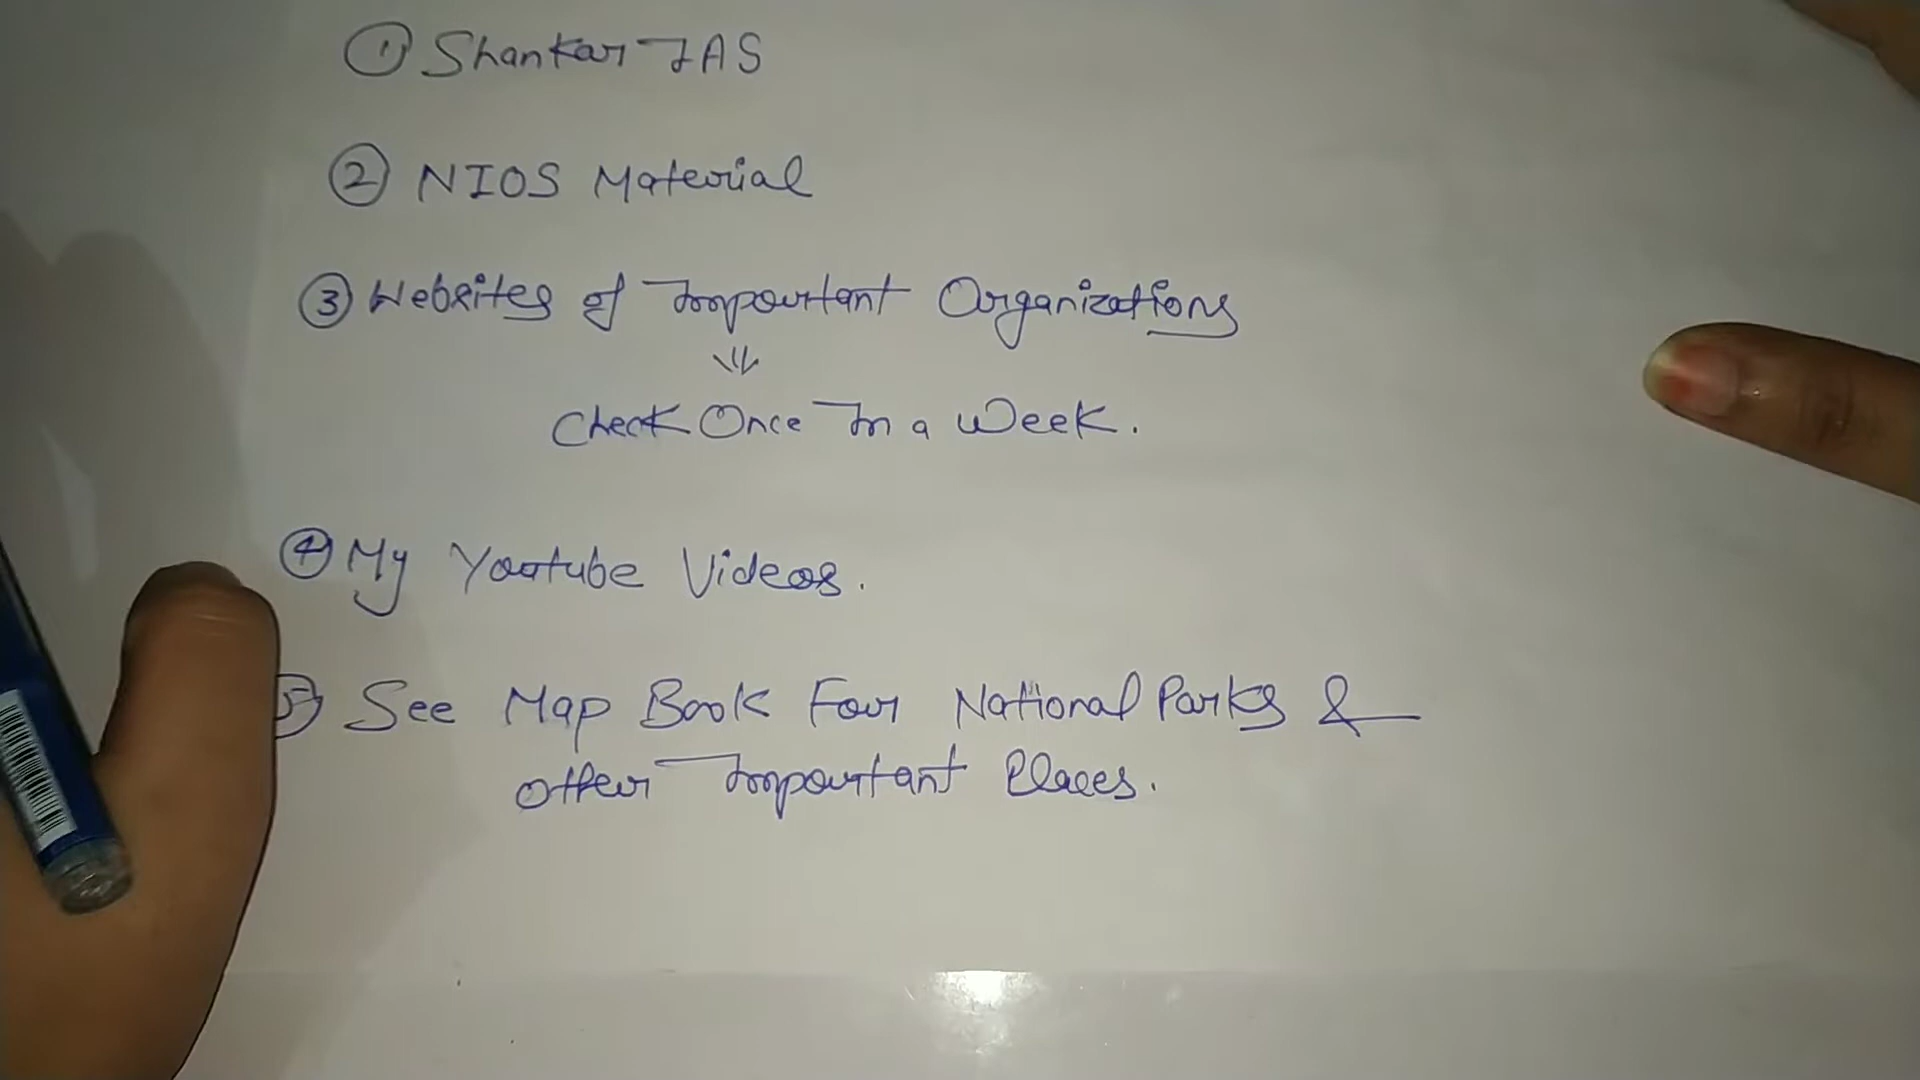 ① Shankar IAS
② NIOS Material
③ Websites of Important Organizations
Check Once In a Week.
④ My Youtube Videos.
⑤ See Map Book For National Parks &
other Important Places.